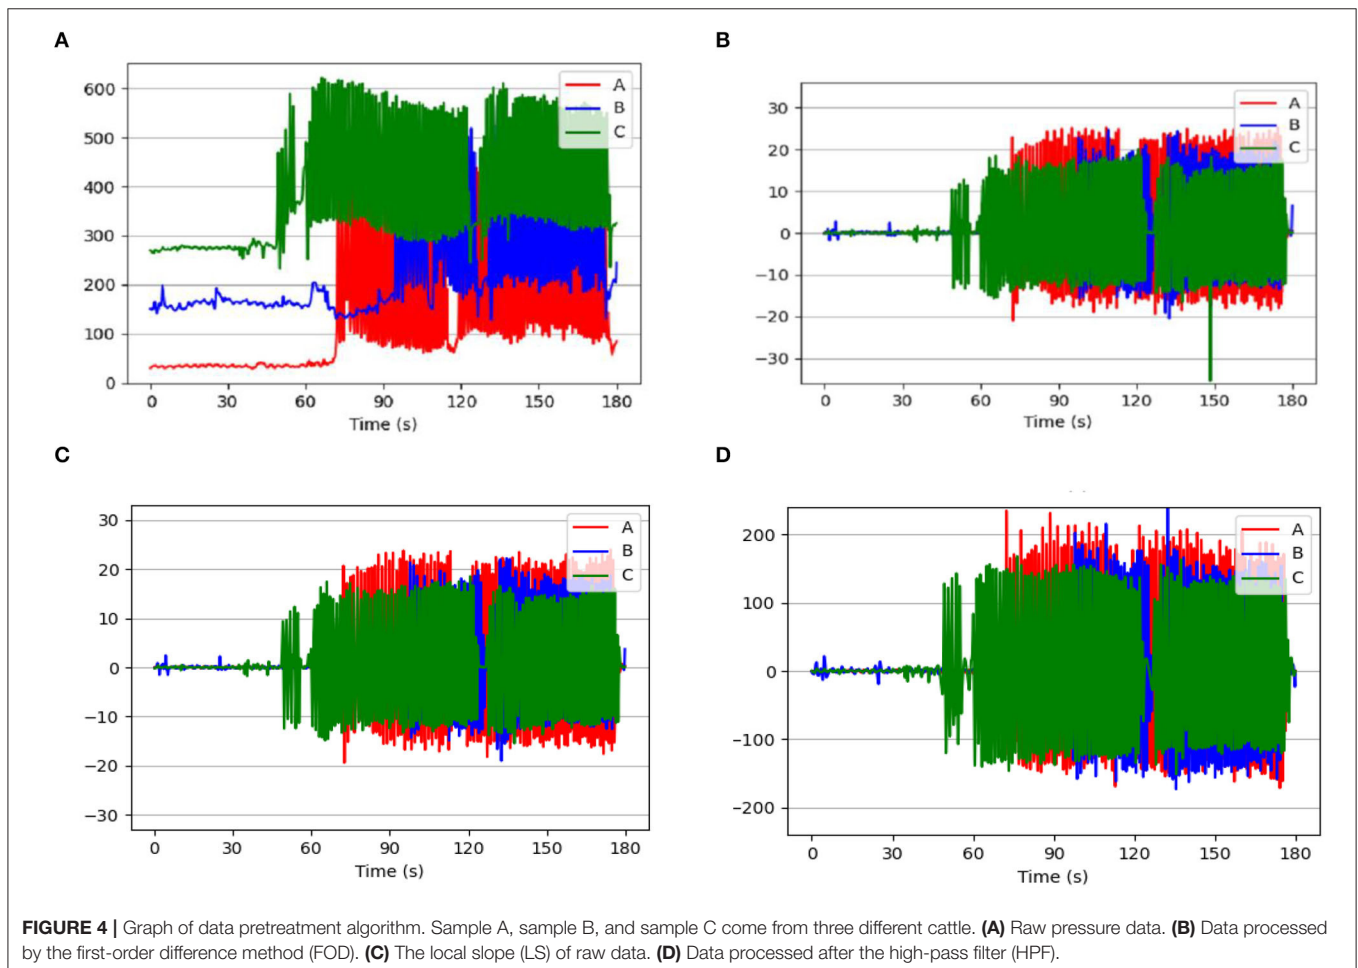 A
600
500
400
300
200
100
0
A
B
C
0 30 60 90 120 150 180
Time (s)
B
30
20
10
0
−10
−20
−30
A
B
C
0 30 60 90 120 150 180
Time (s)
C
30
20
10
0
−10
−20
−30
A
B
C
0 30 60 90 120 150 180
Time (s)
D
200
100
0
−100
−200
A
B
C
0 30 60 90 120 150 180
Time (s)
FIGURE 4 | Graph of data pretreatment algorithm. Sample A, sample B, and sample C come from three different cattle. (A) Raw pressure data. (B) Data processed
by the first-order difference method (FOD). (C) The local slope (LS) of raw data. (D) Data processed after the high-pass filter (HPF).